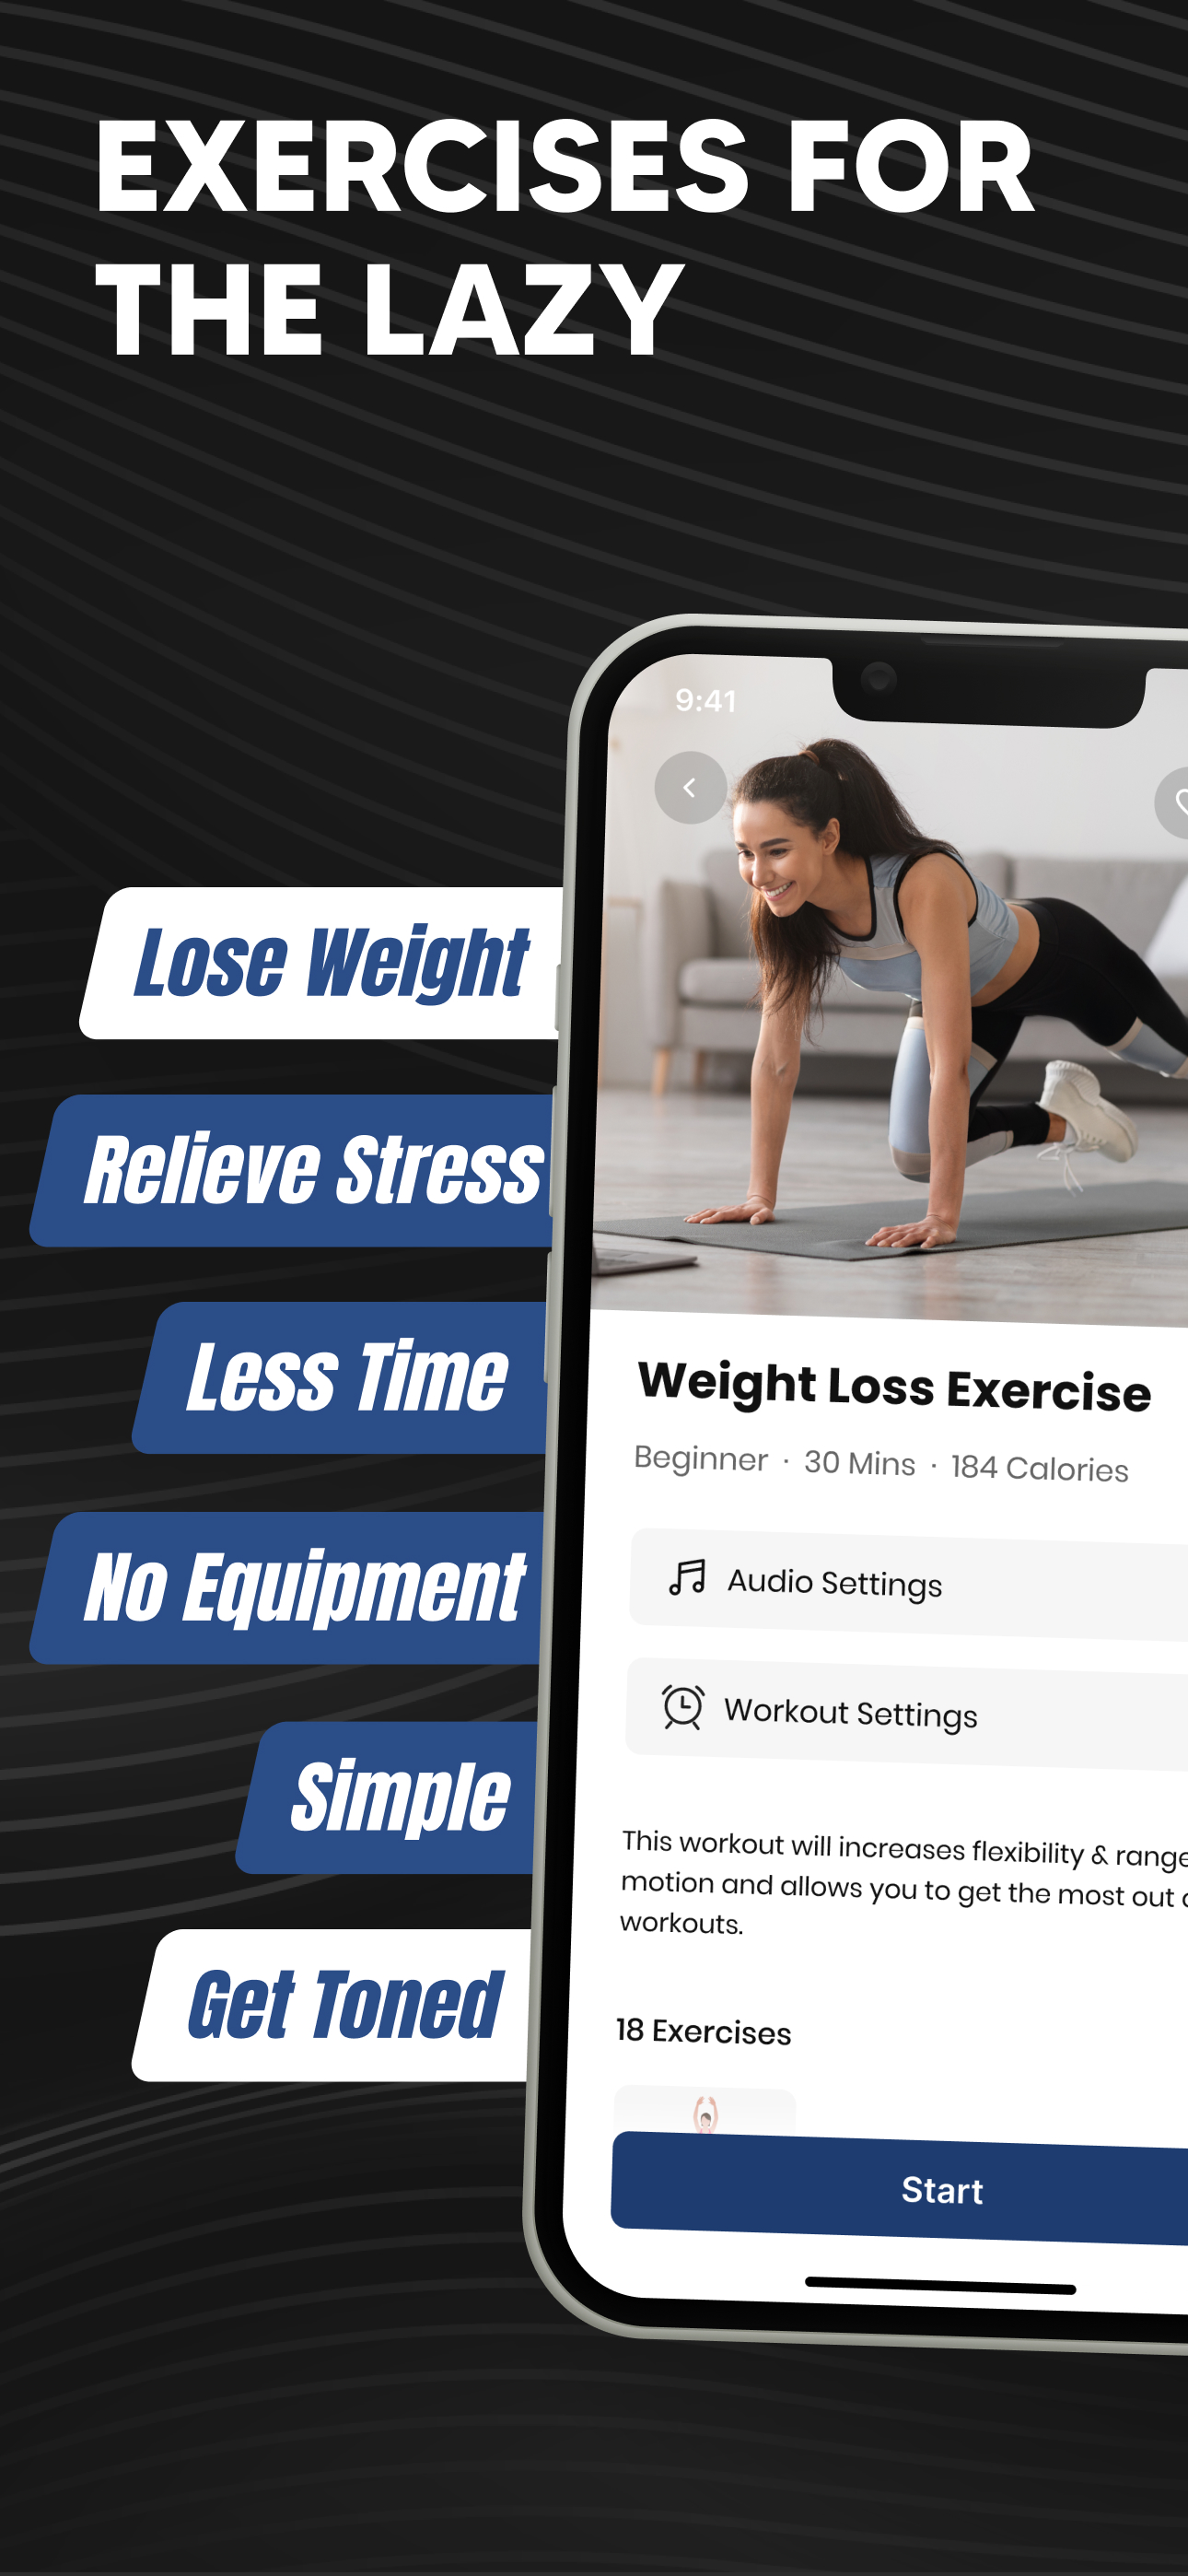 EXERCISES FOR
THE LAZY
Lose Weight
Relieve Stress
Less Time
No Equipment
Simple
Get Toned
9:41
Weight Loss Exercise
Beginner · 30 Mins · 184 Calories
Audio Settings
Workout Settings
This workout will increases flexibility & range
motion and allows you to get the most out
workouts.
18 Exercises
Start